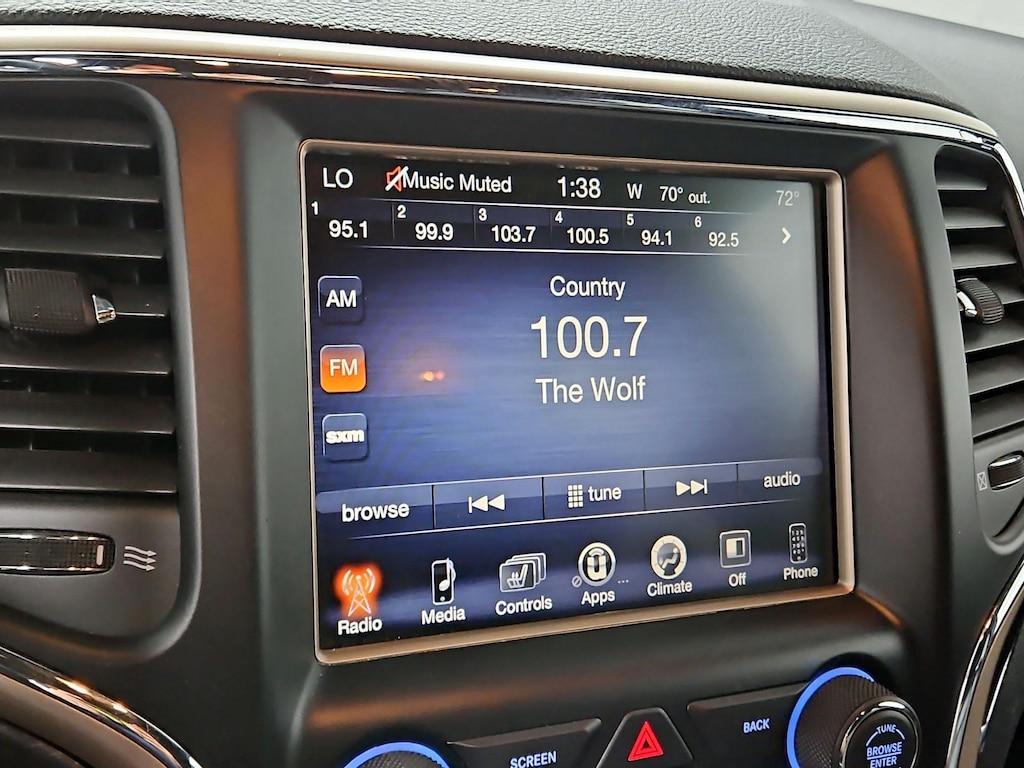 LO Music Muted 1:38 W 70° out. 72°
1 95.1 2 99.9 3 103.7 4 100.5 5 94.1 6 92.5
AM
FM
sxm
Country
100.7
The Wolf
browse tune audio
Radio Media Controls Apps Climate Off Phone
SCREEN
BACK
TUNE
BROWSE
ENTER